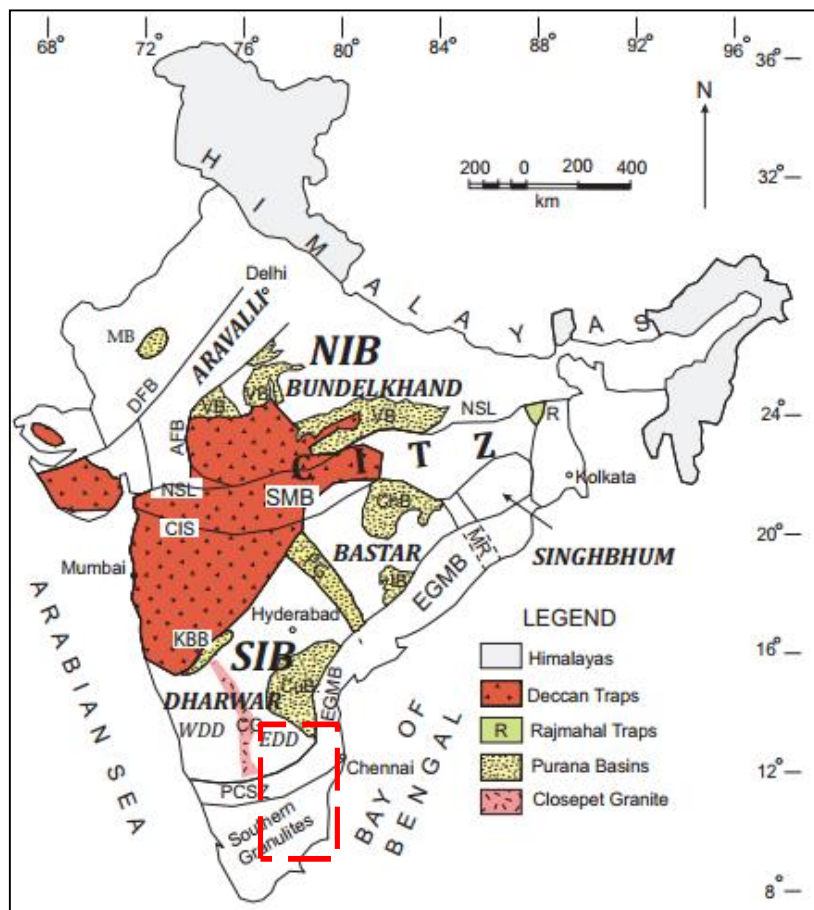 68°
72°
76°
80°
84°
88°
92°
96°
36°
32°
24°
20°
16°
12°
8°
N
200 0 200 400
km
HIMALAYAS
Delhi
MB
ARAVALLI
DFB
NIB
BUNDELKHAND
VB
VB
VB
NSL
R
AFB
CITZ
Kolkata
NSL
SMB
ChB
CIS
BASTAR
MR
SINGHBHUM
Mumbai
EGMB
Hyderabad
KBB
SIB
CuB
EGMB
DHARWAR
WDD
CG
EDD
Chennai
PCSZ
Southern
Granulites
ARABIAN SEA
BAY OF
BENGAL
LEGEND
Himalayas
Deccan Traps
R Rajmahal Traps
Purana Basins
Closepet Granite